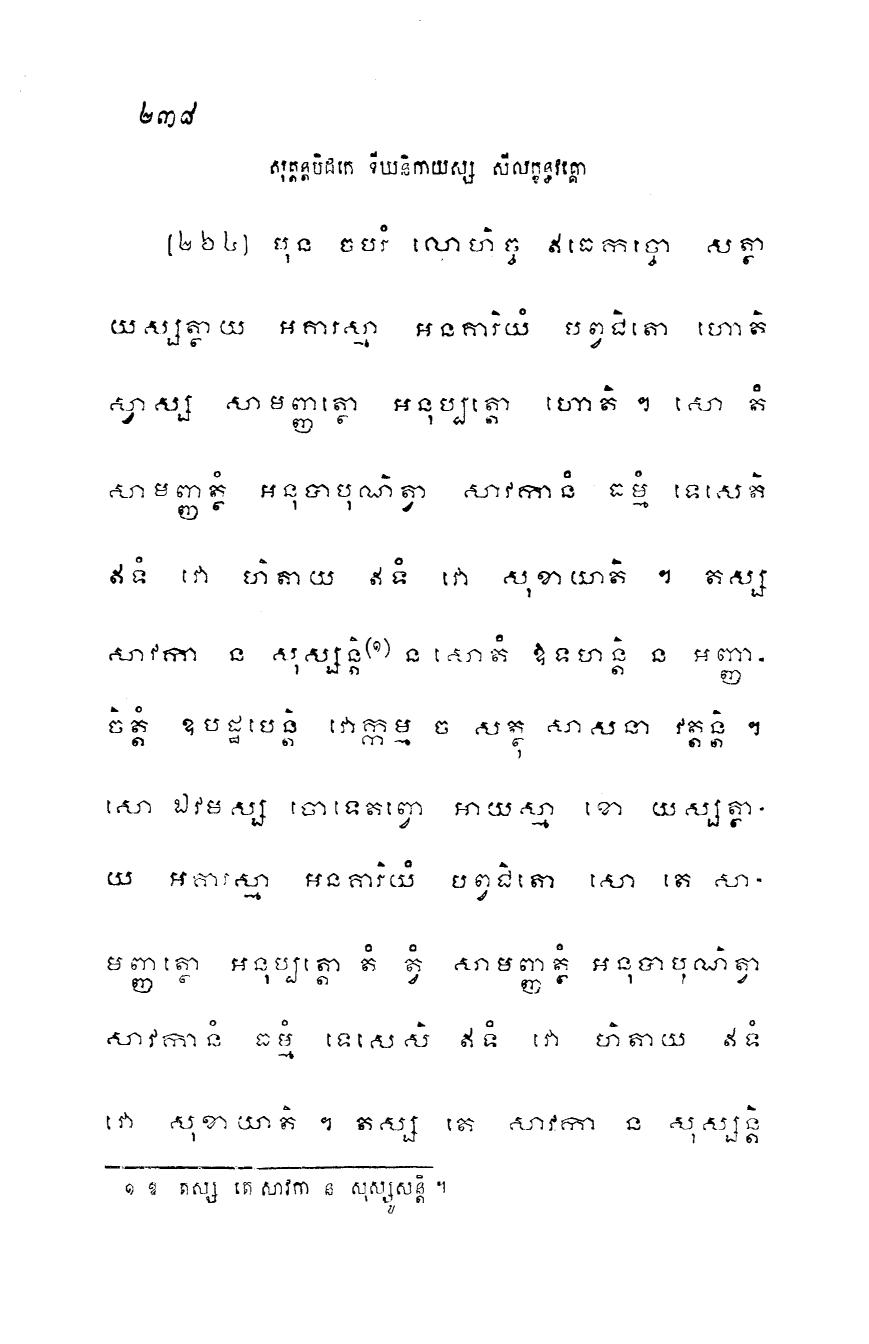 ២៣៨
សុត្តន្តបិដកេ ទីឃនិកាយស្ស សីលក្ខន្ធវគ្គោ
[២៦៤] បុន ចបរំ លោហិច្ច ឥធេកច្ចោ សត្ថា
យស្សត្ថាយ អគារស្មា អនគារិយំ បព្វជិតោ ហោតិ
ស្វាស្ស សាមញ្ញត្ថោ អនុប្បត្តោ ហោតិ ។ សោ តំ
សាមញ្ញត្ថំ អនុបាបុណិត្វា សាវកានំ ធម្មំ ទេសេតិ
ឥទំ វោ ហិតាយ ឥទំ វោ សុខាយាតិ ។ តស្ស
សាវកា ន សុស្សន្តិ(១) ន សោតំ ឱទហន្តិ ន អញ្ញា-
ចិត្តំ ឧបដ្ឋបេន្តិ វោក្កម្ម ច សត្ថុ សាសនា វត្តន្តិ ។
សោ ឯវមស្ស ចោទេតព្វោ អាយស្មា ខោ យស្សត្ថា-
យ អគារស្មា អនគារិយំ បព្វជិតោ សោ តេ សា-
មញ្ញត្ថោ អនុប្បត្តោ តំ ត្វំ សាមញ្ញត្ថំ អនុបាបុណិត្វា
សាវកានំ ធម្មំ ទេសេសិ ឥទំ វោ ហិតាយ ឥទំ
វោ សុខាយាតិ ។ តស្ស តេ សាវកា ន សុស្សន្តិ
១ ឱ តស្ស តេ សាវកា ន សុស្សូសន្តិ ។